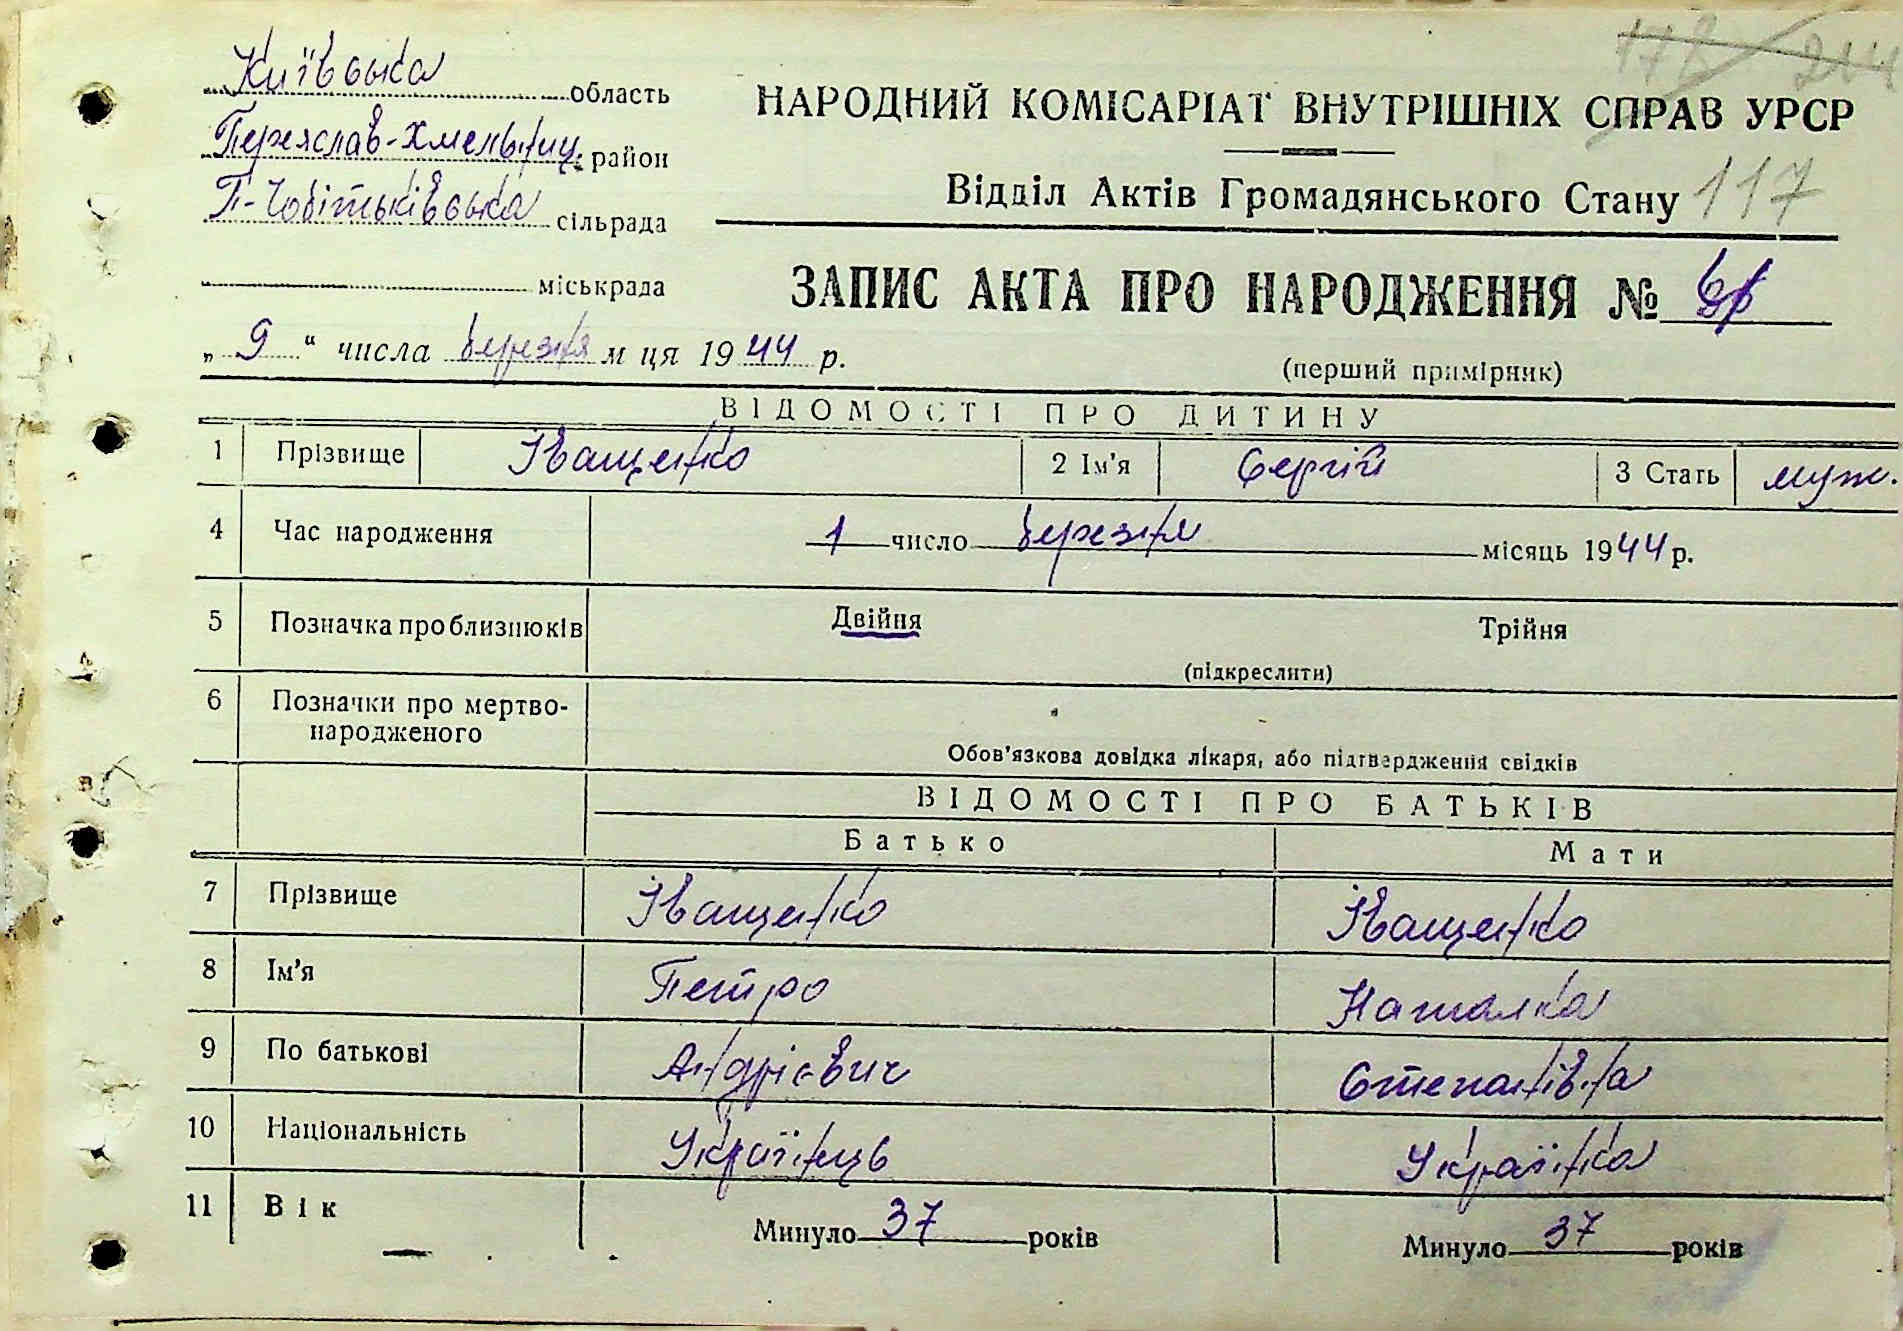 Київська область
Переяслав-Хмельниц. район
П-Чобітьківська сільрада
міськрада
НАРОДНИЙ КОМІСАРІАТ ВНУТРІШНІХ СПРАВ УРСР
Відділ Актів Громадянського Стану 117
ЗАПИС АКТА ПРО НАРОДЖЕННЯ №
„ 9 “ числа березня м ця 1944 р.
(перший примірник)
ВІДОМОСТІ ПРО ДИТИНУ
1 Прізвище Іващенко 2 Ім'я Сергій 3 Стать муж.
4 Час народження 1 число березня місяць 1944 р.
5 Позначка про близнюків Двійня Трійня
(підкреслити)
6 Позначки про мертво-
народженого
Обов'язкова довідка лікаря, або підтвердження свідків
ВІДОМОСТІ ПРО БАТЬКІВ
Батько Мати
7 Прізвище Іващенко Іващенко
8 Ім'я Петро Наталка
9 По батькові Андрієвич Степанівна
10 Національність Українець Українка
11 Вік Минуло 37 років Минуло 37 років